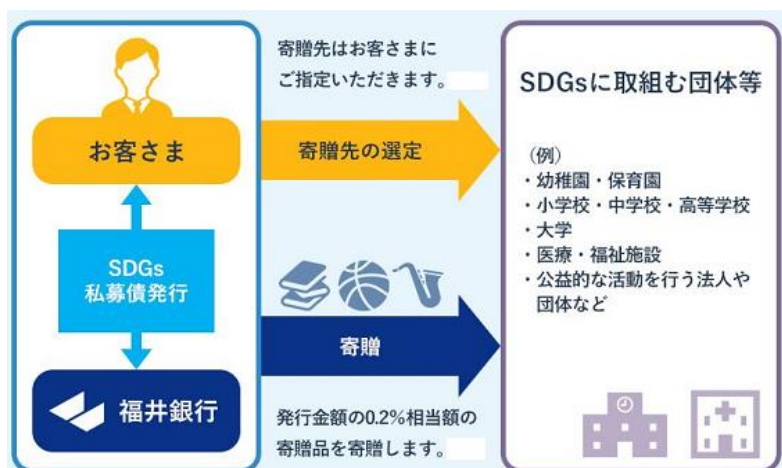 お客さま
SDGs
私募債発行
福井銀行
寄贈先はお客さまに
ご指定いただきます。
寄贈先の選定
寄贈
発行金額の0.2%相当額の
寄贈品を寄贈します。
SDGsに取組む団体等
（例）
・幼稚園・保育園
・小学校・中学校・高等学校
・大学
・医療・福祉施設
・公益的な活動を行う法人や
団体など